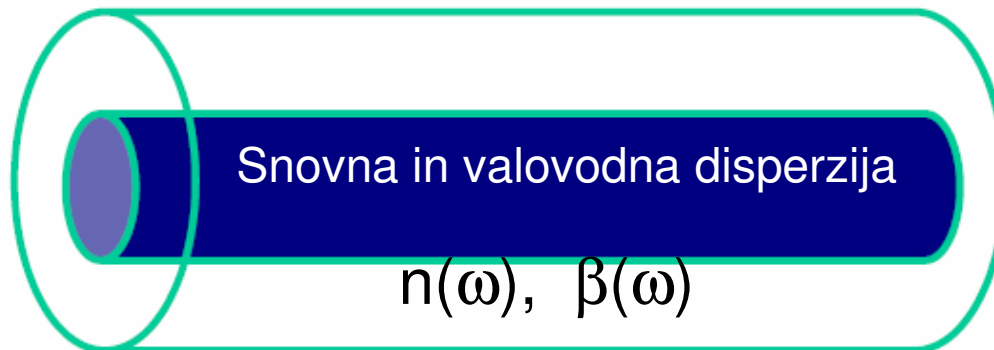 Snovna in valovodna disperzija
n(ω), β(ω)